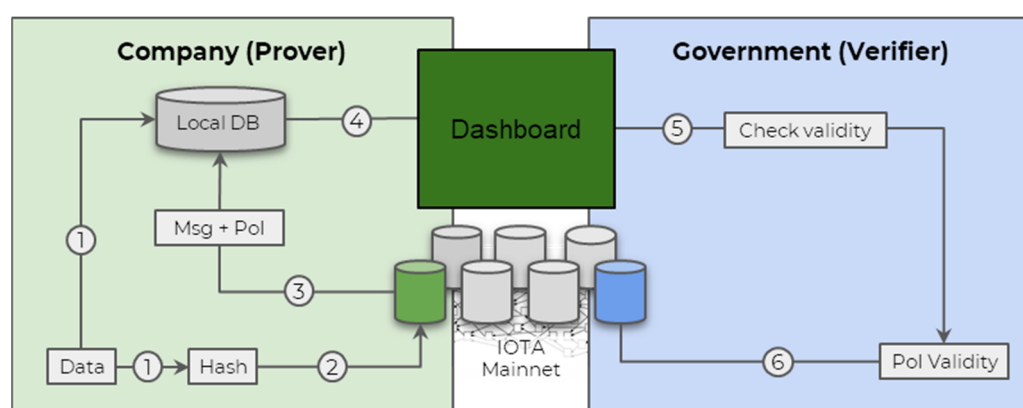 Company (Prover)
Government (Verifier)
Local DB
4
Dashboard
5
Check validity
Msg + PoI
1
3
IOTA
Mainnet
Data
1
Hash
2
6
PoI Validity